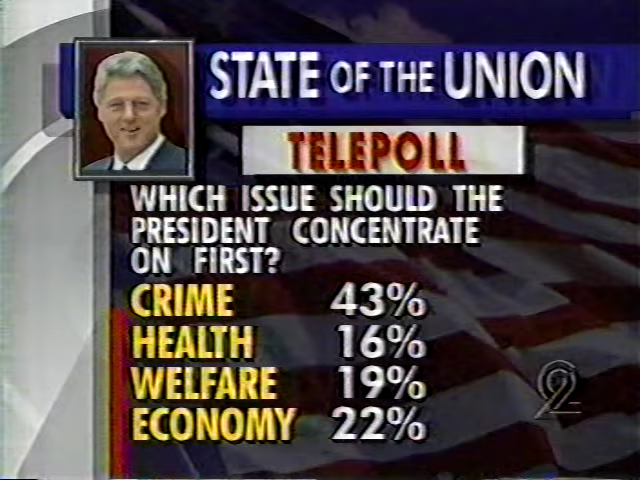 STATE OF THE UNION
TELEPOLL
WHICH ISSUE SHOULD THE
PRESIDENT CONCENTRATE
ON FIRST?
CRIME 43%
HEALTH 16%
WELFARE 19%
ECONOMY 22%
2